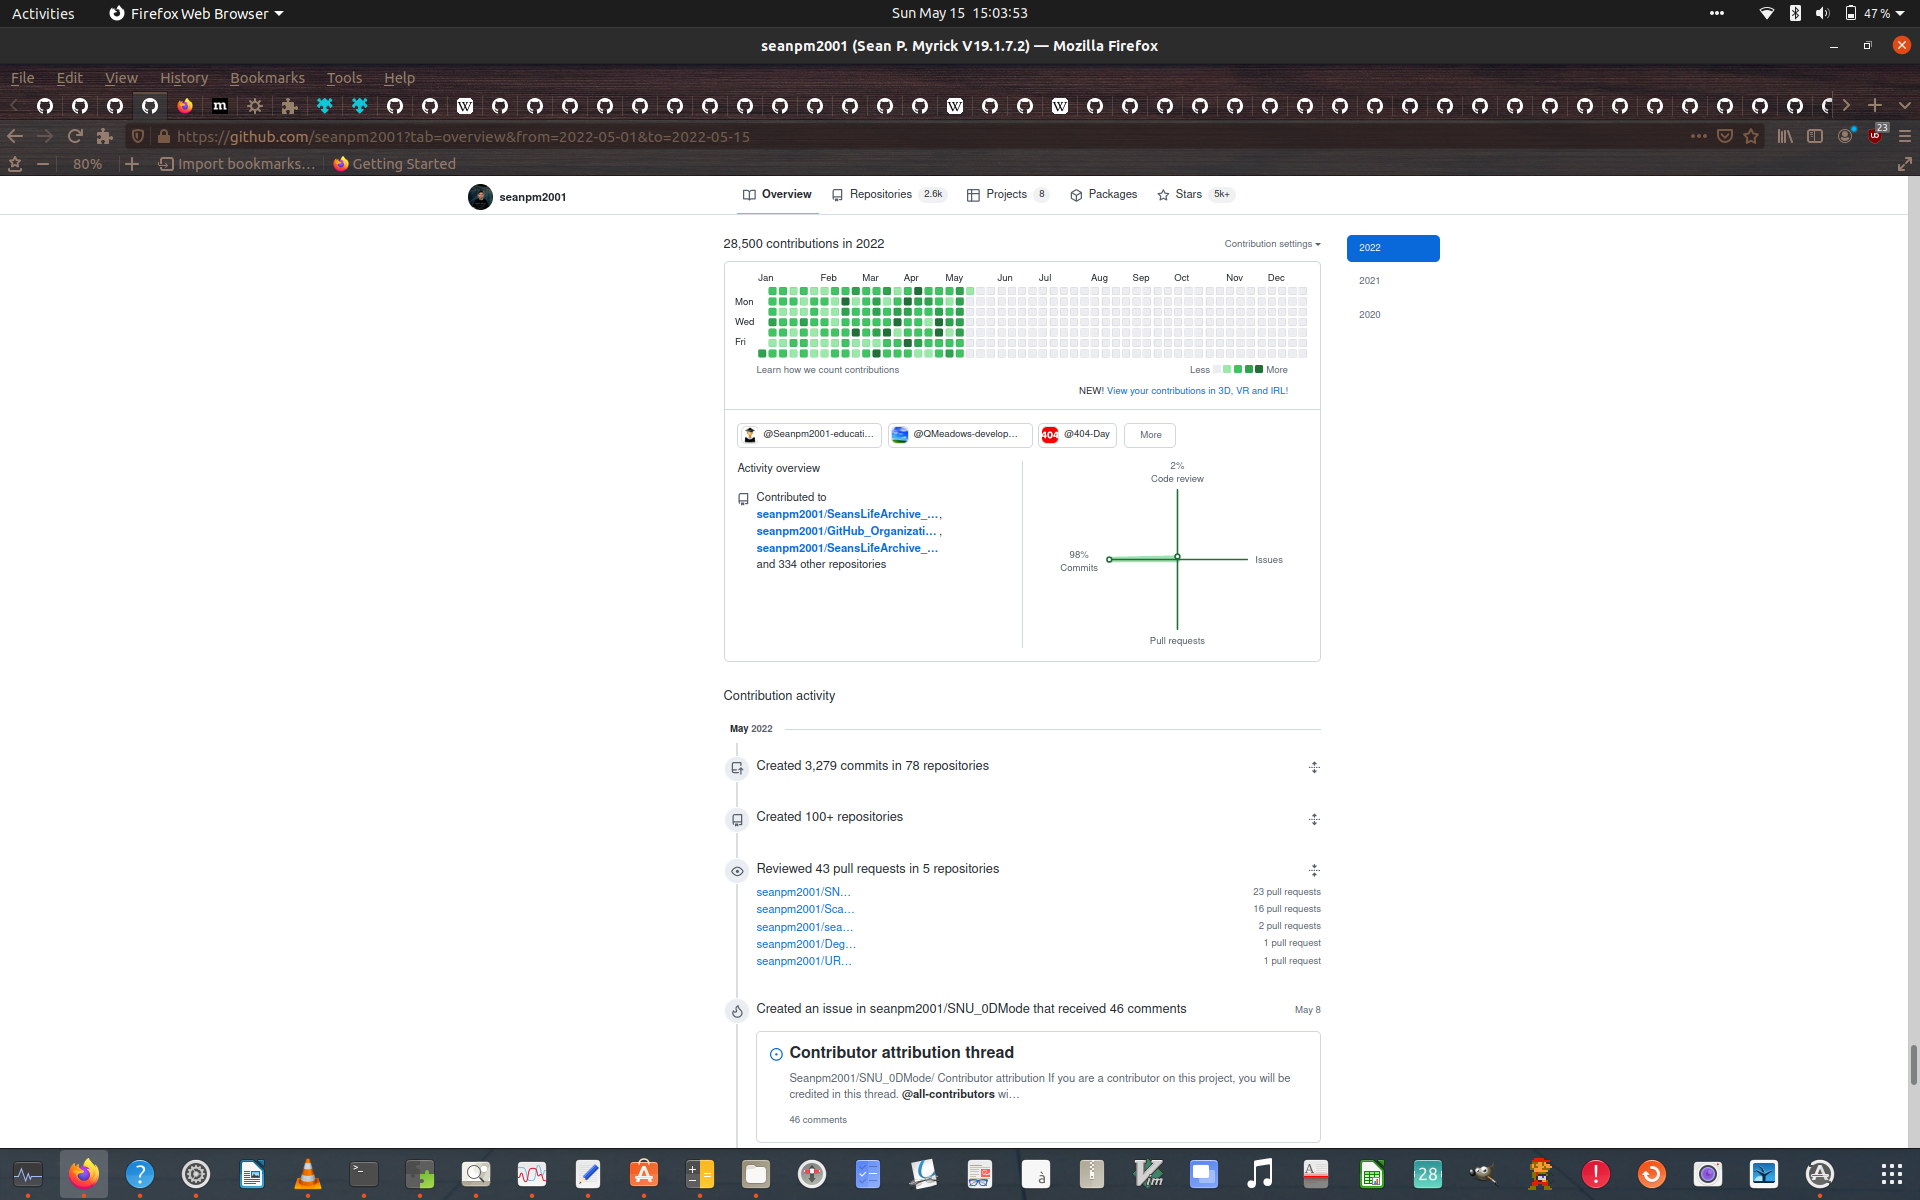 Activities
Firefox Web Browser
Sun May 15 15:03:53
47 %
seanpm2001 (Sean P. Myrick V19.1.7.2) — Mozilla Firefox
File Edit View History Bookmarks Tools Help
https://github.com/seanpm2001?tab=overview&from=2022-05-01&to=2022-05-15
23
80%
Import bookmarks…
Getting Started
seanpm2001
Overview
Repositories 2.6k
Projects 8
Packages
Stars 5k+
28,500 contributions in 2022
Contribution settings
2022
2021
2020
Jan Feb Mar Apr May Jun Jul Aug Sep Oct Nov Dec
Mon
Wed
Fri
Learn how we count contributions
Less More
NEW! View your contributions in 3D, VR and IRL!
@Seanpm2001-educati…
@QMeadows-develop…
404 @404-Day
More
Activity overview
Contributed to
seanpm2001/SeansLifeArchive_…,
seanpm2001/GitHub_Organizati… ,
seanpm2001/SeansLifeArchive_…
and 334 other repositories
2%
Code review
98%
Commits
Issues
Pull requests
Contribution activity
May 2022
Created 3,279 commits in 78 repositories
Created 100+ repositories
Reviewed 43 pull requests in 5 repositories
seanpm2001/SN… 23 pull requests
seanpm2001/Sca… 16 pull requests
seanpm2001/sea… 2 pull requests
seanpm2001/Deg… 1 pull request
seanpm2001/UR… 1 pull request
Created an issue in seanpm2001/SNU_0DMode that received 46 comments
May 8
Contributor attribution thread
Seanpm2001/SNU_0DMode/ Contributor attribution If you are a contributor on this project, you will be
credited in this thread. @all-contributors wi…
46 comments
28